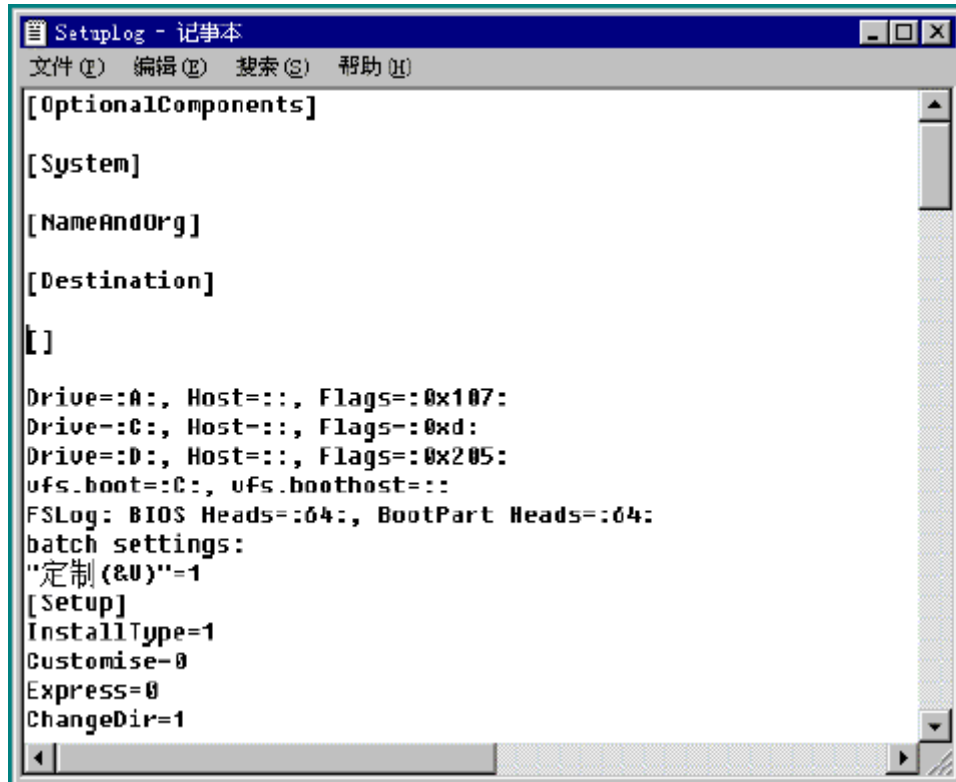 Setuplog - 记事本
文件(F) 编辑(E) 搜索(S) 帮助(H)
[OptionalComponents]
[System]
[NameAndOrg]
[Destination]
[]
Drive=:A:, Host=::, Flags=:0x107:
Drive=:C:, Host=::, Flags=:0xd:
Drive=:D:, Host=::, Flags=:0x205:
vfs.boot=:C:, vfs.boothost=::
FSLog: BIOS Heads=:64:, BootPart Heads=:64:
batch settings:
"定制(&U)"=1
[Setup]
InstallType=1
Customise=0
Express=0
ChangeDir=1